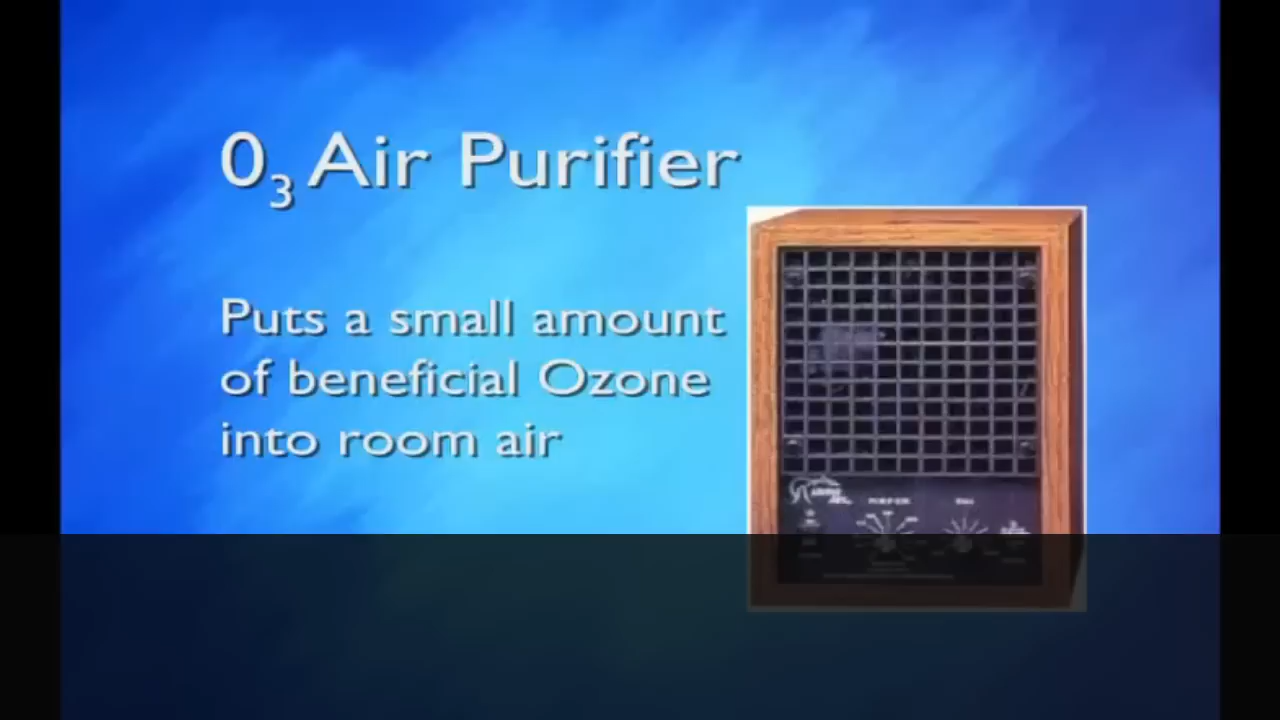 0₃ Air Purifier
Puts a small amount
of beneficial Ozone
into room air